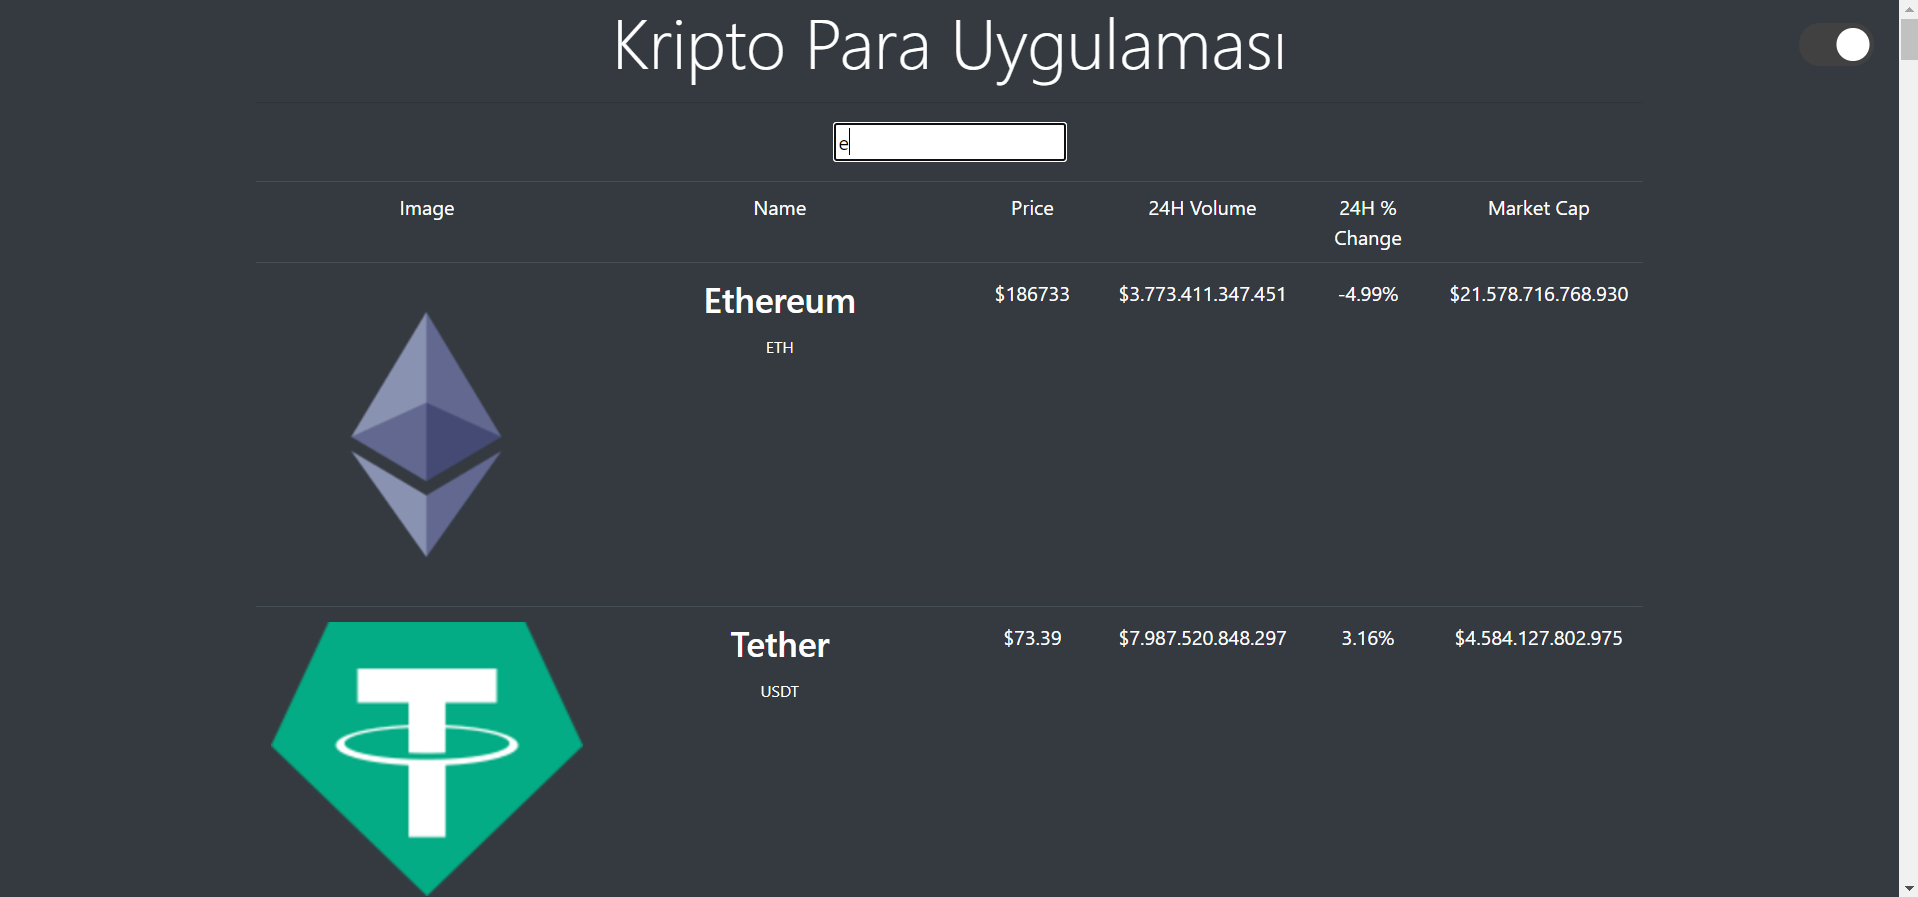 Kripto Para Uygulaması
e
Image Name Price 24H Volume 24H % Change Market Cap
Ethereum $186733 $3.773.411.347.451 -4.99% $21.578.716.768.930
ETH
Tether $73.39 $7.987.520.848.297 3.16% $4.584.127.802.975
USDT